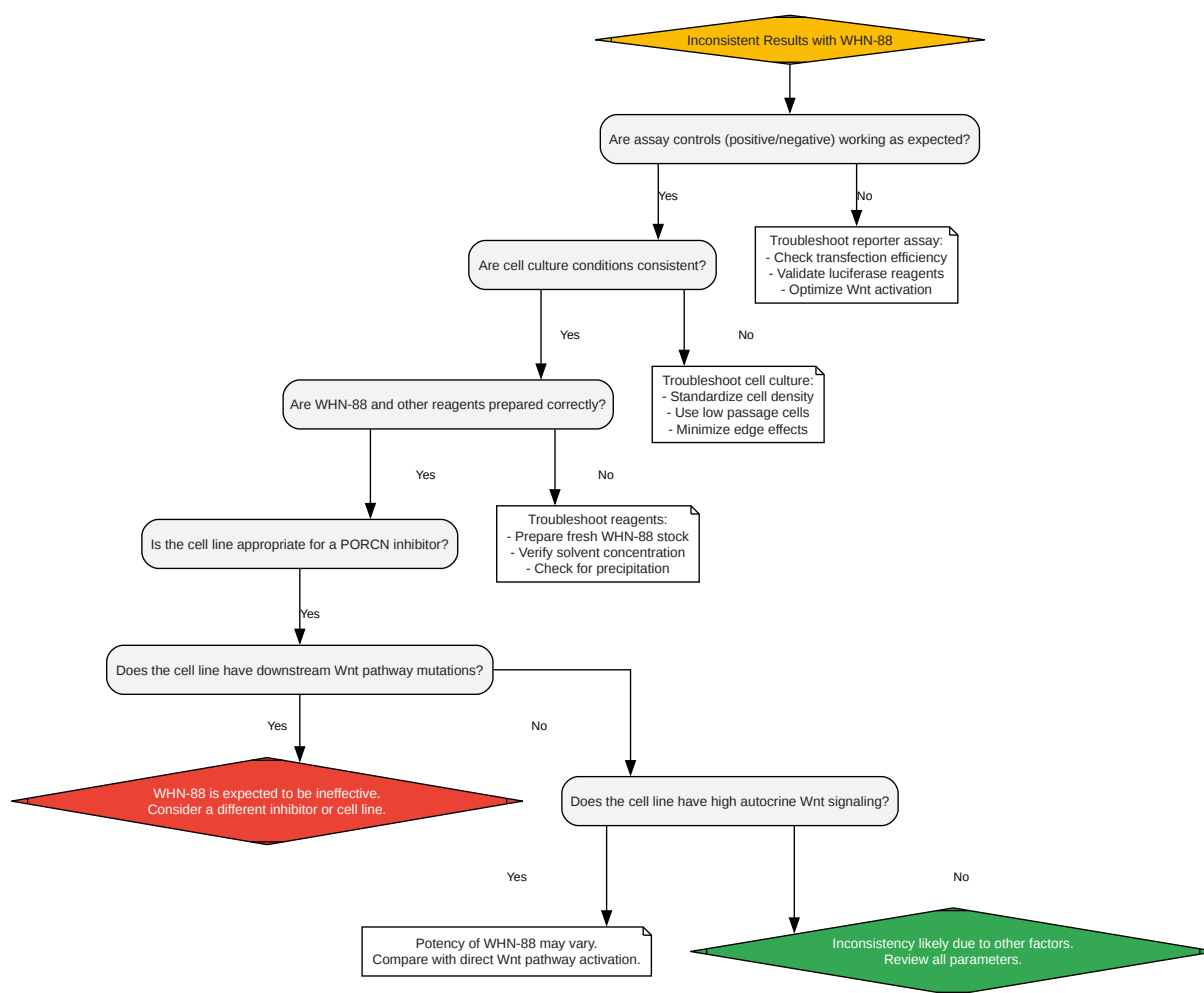 Inconsistent Results with WHN-88
Are assay controls (positive/negative) working as expected?
Yes
No
Troubleshoot reporter assay:
- Check transfection efficiency
- Validate luciferase reagents
- Optimize Wnt activation
Are cell culture conditions consistent?
Yes
No
Troubleshoot cell culture:
- Standardize cell density
- Use low passage cells
- Minimize edge effects
Are WHN-88 and other reagents prepared correctly?
Yes
No
Troubleshoot reagents:
- Prepare fresh WHN-88 stock
- Verify solvent concentration
- Check for precipitation
Is the cell line appropriate for a PORCN inhibitor?
Yes
Does the cell line have downstream Wnt pathway mutations?
Yes
No
WHN-88 is expected to be ineffective.
Consider a different inhibitor or cell line.
Does the cell line have high autocrine Wnt signaling?
Yes
No
Potency of WHN-88 may vary.
Compare with direct Wnt pathway activation.
Inconsistency likely due to other factors.
Review all parameters.